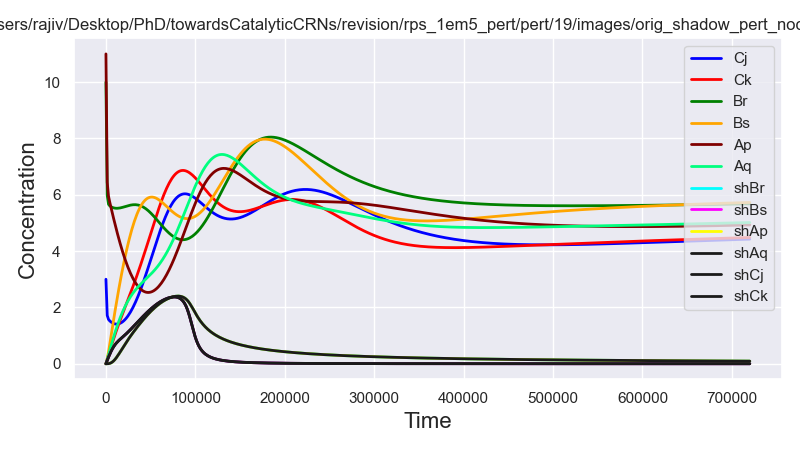 sers/rajiv/Desktop/PhD/towardsCatalyticCRNs/revision/rps_1em5_pert/pert/19/images/orig_shadow_pert_noc
Concentration
10
8
6
4
2
0
Cj
Ck
Br
Bs
Ap
Aq
shBr
shBs
shAp
shAq
shCj
shCk
0 100000 200000 300000 400000 500000 600000 700000
Time